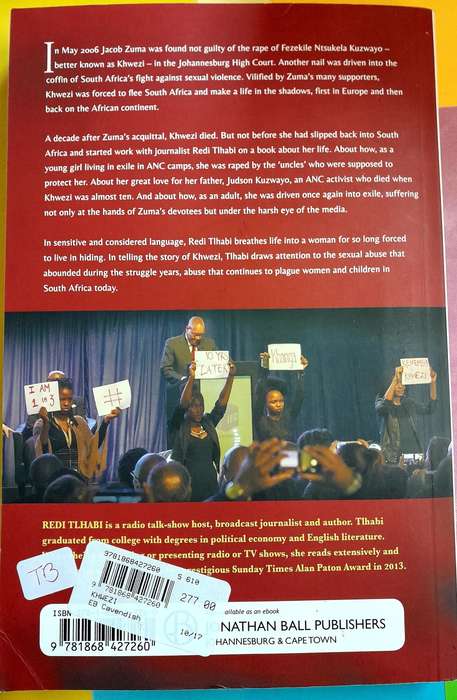 In May 2006 Jacob Zuma was found not guilty of the rape of Fezekile Ntsukela Kuzwayo –
better known as Khwezi – in the Johannesburg High Court. Another nail was driven into the
coffin of South Africa's fight against sexual violence. Vilified by Zuma's many supporters,
Khwezi was forced to flee South Africa and make a life in the shadows, first in Europe and then
back on the African continent.
A decade after Zuma's acquittal, Khwezi died. But not before she had slipped back into South
Africa and started work with journalist Redi Tlhabi on a book about her life. About how, as a
young girl living in exile in ANC camps, she was raped by the 'uncles' who were supposed to
protect her. About her great love for her father, Judson Kuzwayo, an ANC activist who died when
Khwezi was almost ten. And about how, as an adult, she was driven once again into exile, suffering
not only at the hands of Zuma's devotees but under the harsh eye of the media.
In sensitive and considered language, Redi Tlhabi breathes life into a woman for so long forced
to live in hiding. In telling the story of Khwezi, Tlhabi draws attention to the sexual abuse that
abounded during the struggle years, abuse that continues to plague women and children in
South Africa today.
10 YRS
LATER
Khanga
I AM
1 in 3
#
KHWEZI
REDI TLHABI is a radio talk-show host, broadcast journalist and author. Tlhabi
graduated from college with degrees in political economy and English literature.
or presenting radio or TV shows, she reads extensively and
prestigious Sunday Times Alan Paton Award in 2013.
TB
9781868427260
S 610
9781868427260
KHWEZI
EB Cavendish
277.00
10/17
ISBN
ailable as an ebook
NATHAN BALL PUBLISHERS
HANNESBURG & CAPE TOWN
9 781868 427260